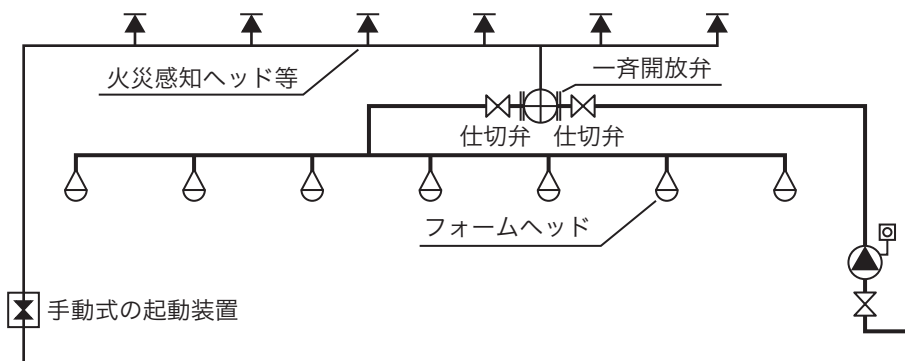 火災感知ヘッド等
一斉開放弁
仕切弁
仕切弁
フォームヘッド
手動式の起動装置